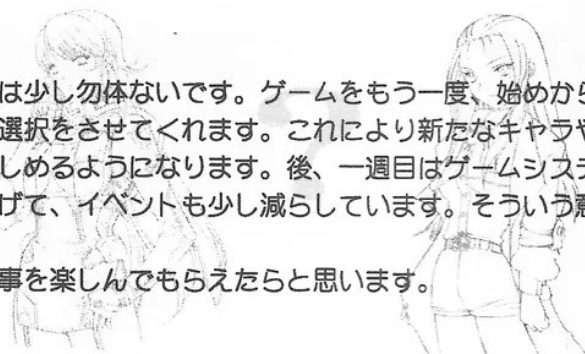 は少し勿体ないです。ゲームをもう一度、始めから
選択をさせてくれます。これにより新たなキャラや
しめるようになります。後、一週目はゲームシステ
げて、イベントも少し減らしています。そういう意
事を楽しんでもらえたらと思います。